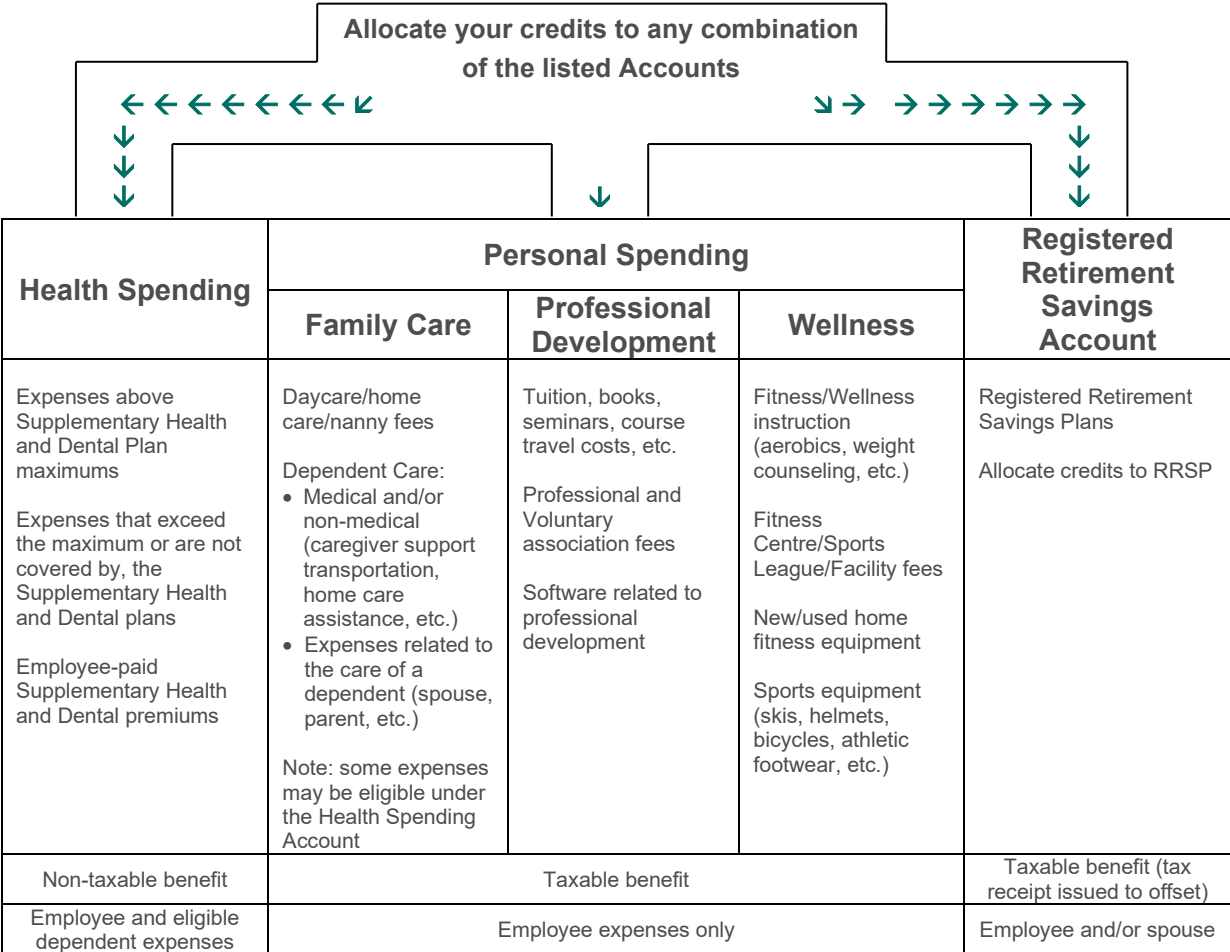 Allocate your credits to any combination
of the listed Accounts
Health Spending
Personal Spending
Registered
Retirement
Savings
Account
Family Care
Professional
Development
Wellness
Expenses above
Supplementary Health
and Dental Plan
maximums
Expenses that exceed
the maximum or are not
covered by, the
Supplementary Health
and Dental plans
Employee-paid
Supplementary Health
and Dental premiums
Daycare/home
care/nanny fees
Dependent Care:
• Medical and/or
non-medical
(caregiver support
transportation,
home care
assistance, etc.)
• Expenses related to
the care of a
dependent (spouse,
parent, etc.)
Note: some expenses
may be eligible under
the Health Spending
Account
Tuition, books,
seminars, course
travel costs, etc.
Professional and
Voluntary
association fees
Software related to
professional
development
Fitness/Wellness
instruction
(aerobics, weight
counseling, etc.)
Fitness
Centre/Sports
League/Facility fees
New/used home
fitness equipment
Sports equipment
(skis, helmets,
bicycles, athletic
footwear, etc.)
Registered Retirement
Savings Plans
Allocate credits to RRSP
Non-taxable benefit
Taxable benefit
Taxable benefit (tax
receipt issued to offset)
Employee and eligible
dependent expenses
Employee expenses only
Employee and/or spouse